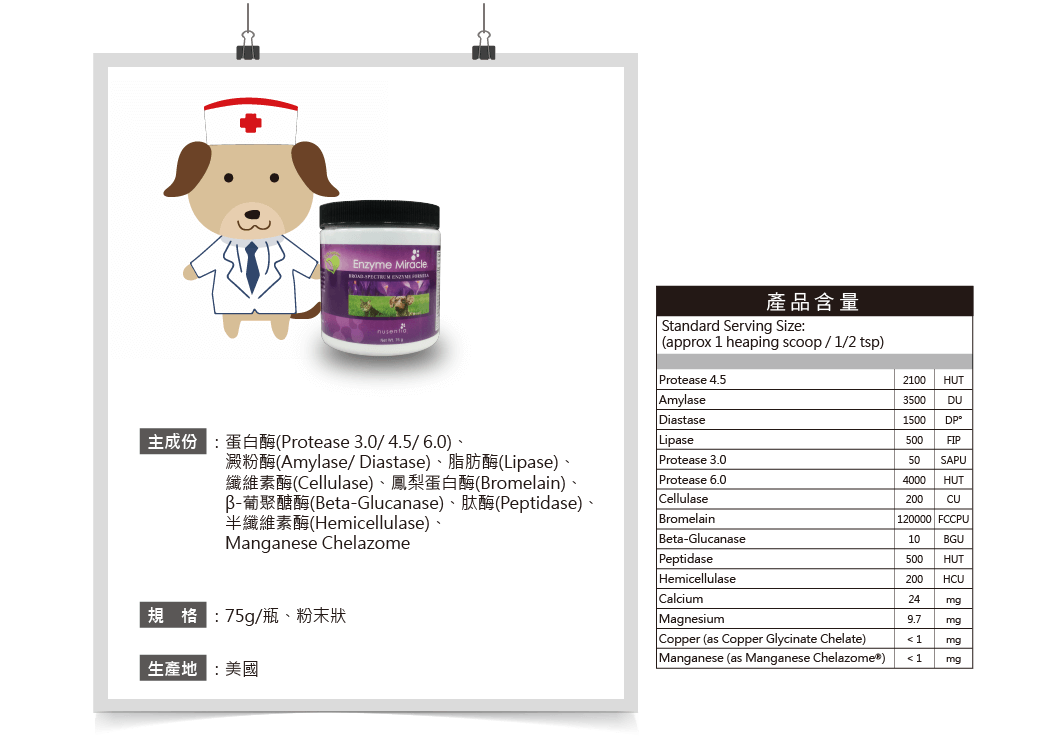 Enzyme Miracle
BROAD-SPECTRUM ENZYME FORMULA
nusentia
Net Wt. 75 g
主成份 : 蛋白酶(Protease 3.0/ 4.5/ 6.0)、
澱粉酶(Amylase/ Diastase)、脂肪酶(Lipase)、
纖維素酶(Cellulase)、鳳梨蛋白酶(Bromelain)、
β-葡聚醣酶(Beta-Glucanase)、肽酶(Peptidase)、
半纖維素酶(Hemicellulase)、
Manganese Chelazome
規 格 : 75g/瓶、粉末狀
生產地 : 美國
產品含量
Standard Serving Size:
(approx 1 heaping scoop / 1/2 tsp)
Protease 4.5 2100 HUT
Amylase 3500 DU
Diastase 1500 DP°
Lipase 500 FIP
Protease 3.0 50 SAPU
Protease 6.0 4000 HUT
Cellulase 200 CU
Bromelain 120000 FCCPU
Beta-Glucanase 10 BGU
Peptidase 500 HUT
Hemicellulase 200 HCU
Calcium 24 mg
Magnesium 9.7 mg
Copper (as Copper Glycinate Chelate) < 1 mg
Manganese (as Manganese Chelazome®) < 1 mg